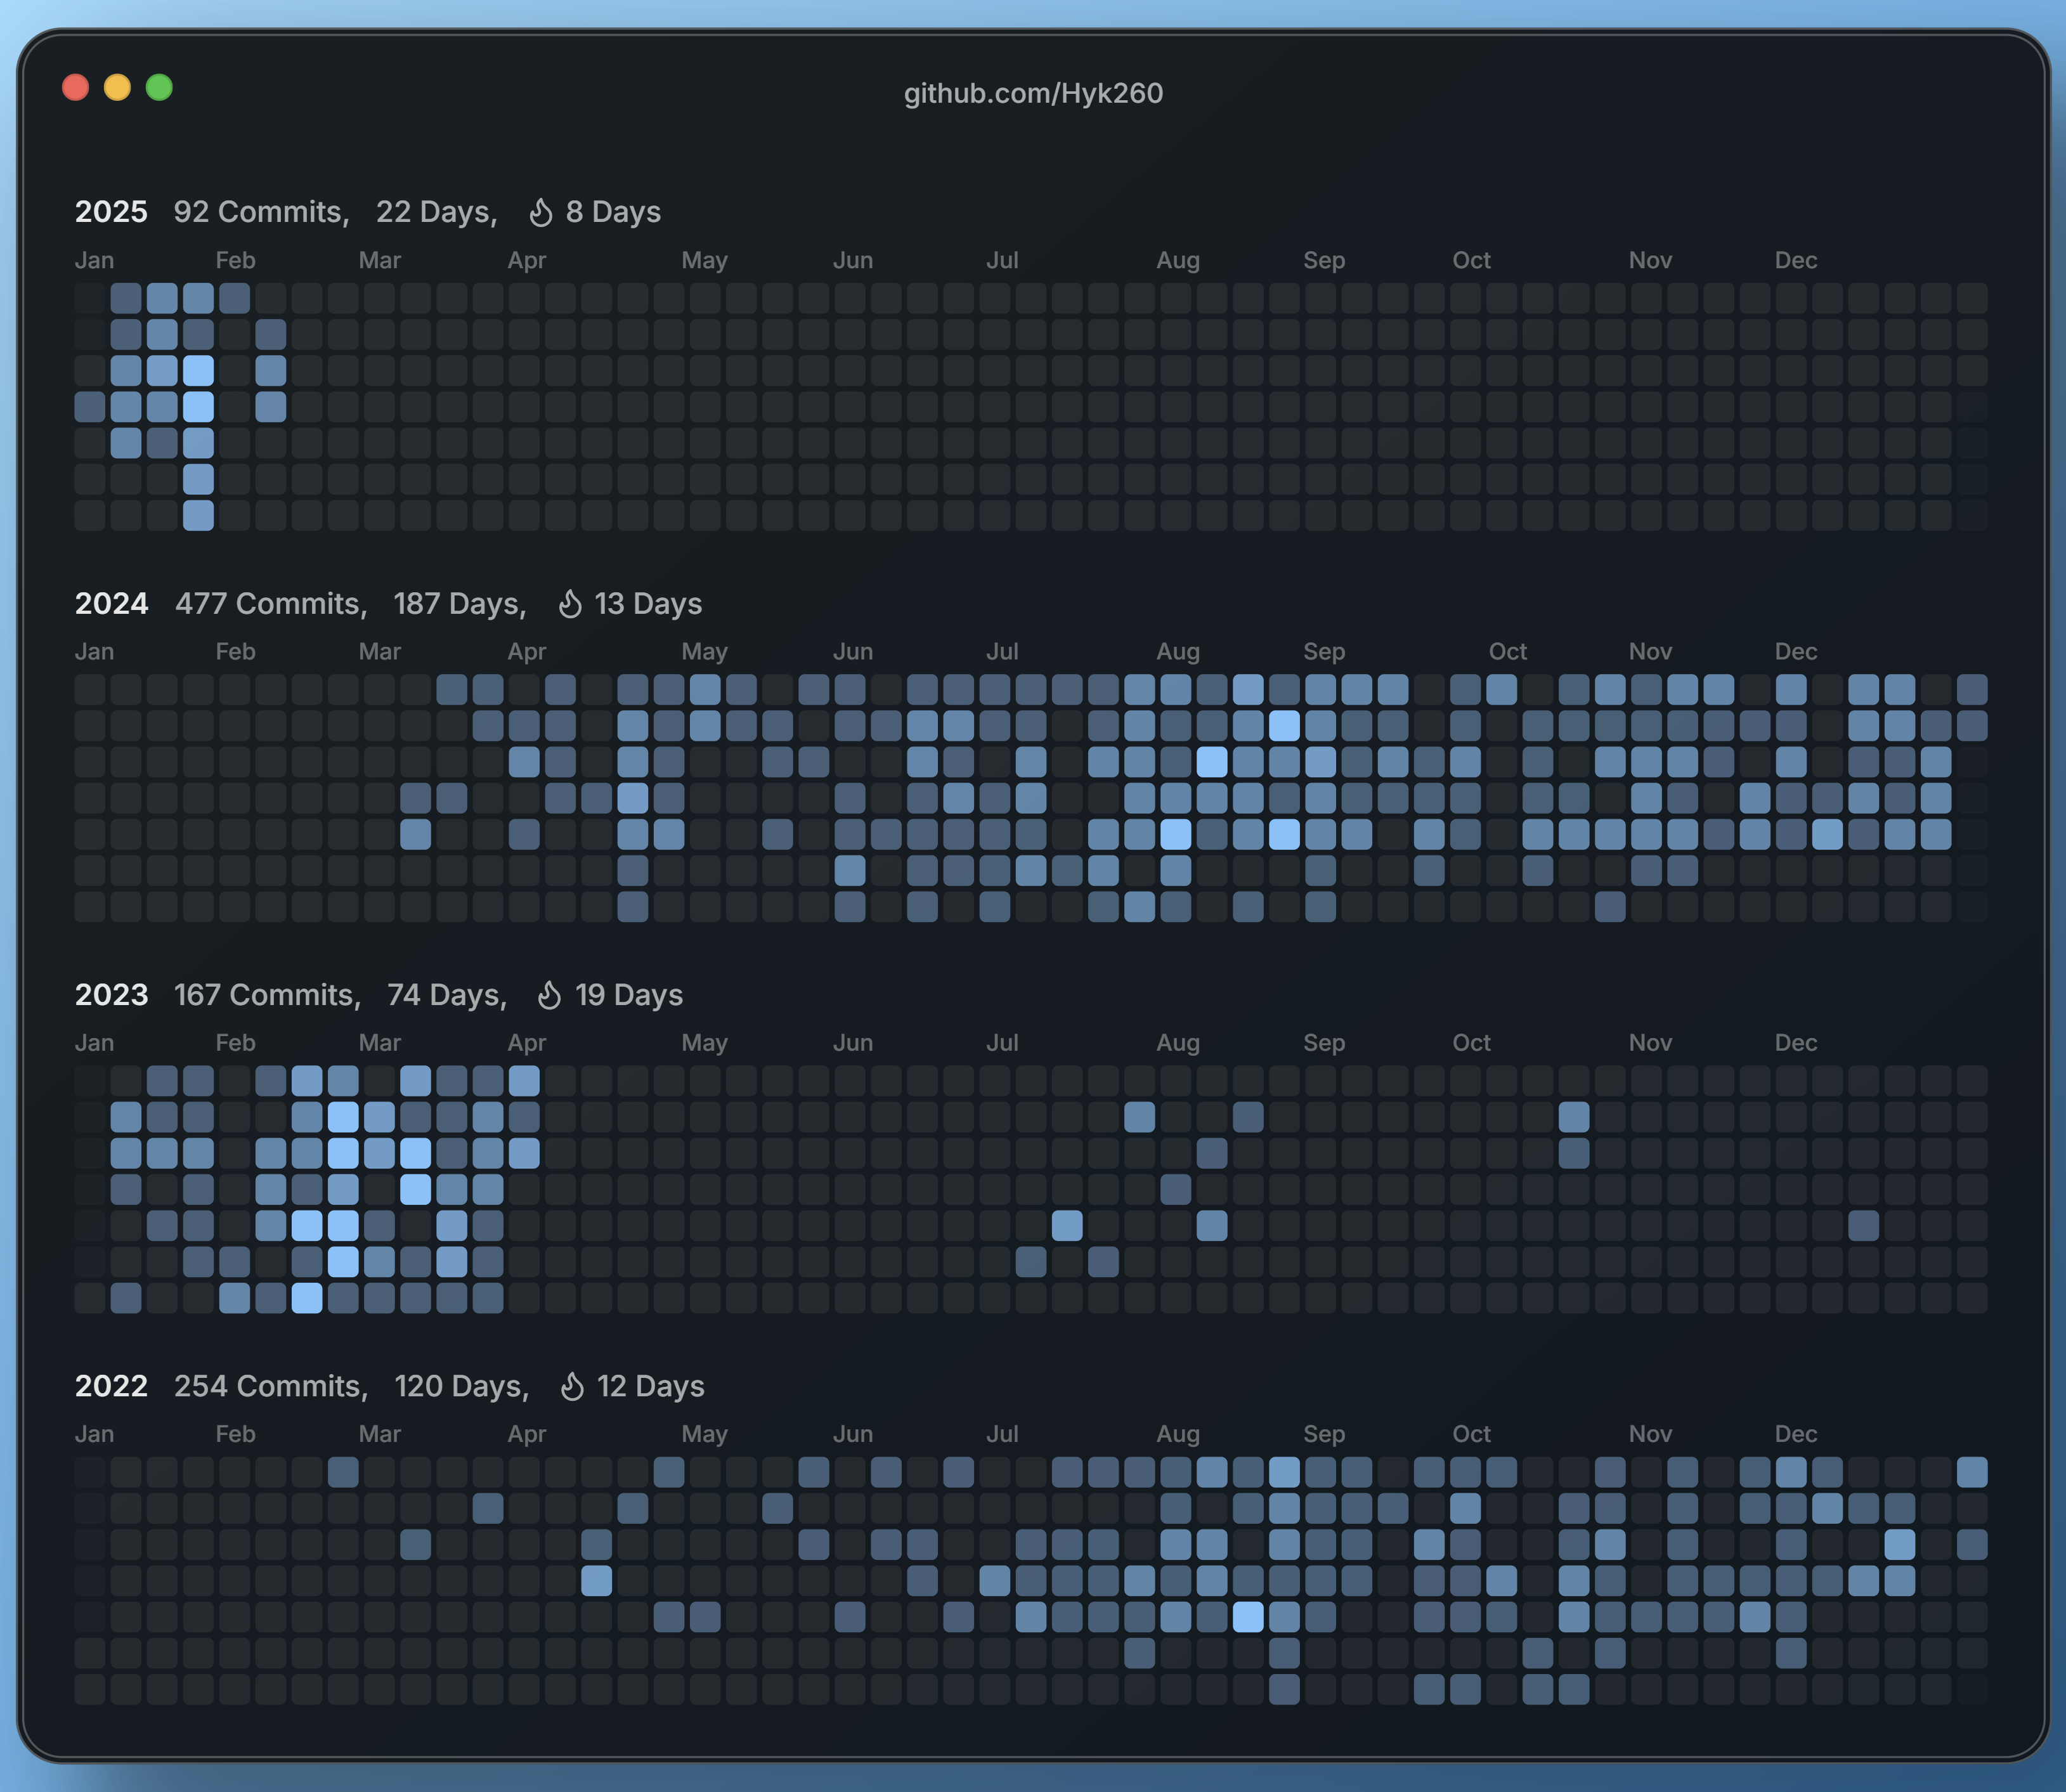 github.com/Hyk260
2025 92 Commits, 22 Days, 8 Days
Jan Feb Mar Apr May Jun Jul Aug Sep Oct Nov Dec
2024 477 Commits, 187 Days, 13 Days
Jan Feb Mar Apr May Jun Jul Aug Sep Oct Nov Dec
2023 167 Commits, 74 Days, 19 Days
Jan Feb Mar Apr May Jun Jul Aug Sep Oct Nov Dec
2022 254 Commits, 120 Days, 12 Days
Jan Feb Mar Apr May Jun Jul Aug Sep Oct Nov Dec